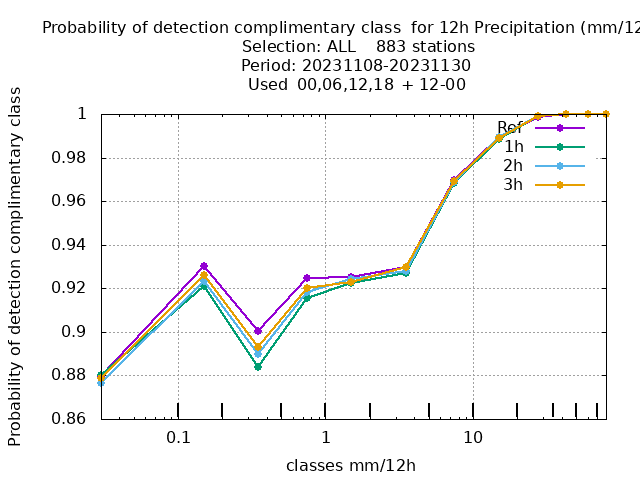 Probability of detection complimentary class for 12h Precipitation (mm/12
Selection: ALL 883 stations
Period: 20231108-20231130
Used 00,06,12,18 + 12-00
Probability of detection complimentary class
1
0.98
0.96
0.94
0.92
0.9
0.88
0.86
Ref
1h
2h
3h
0.1
1
10
classes mm/12h